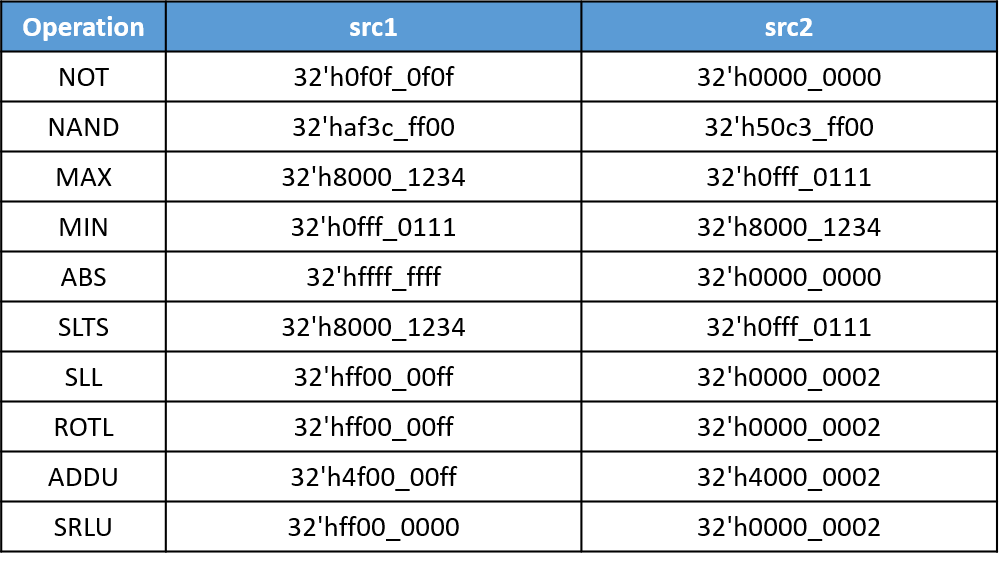 Operation src1 src2
NOT 32'h0f0f_0f0f 32'h0000_0000
NAND 32'haf3c_ff00 32'h50c3_ff00
MAX 32'h8000_1234 32'h0fff_0111
MIN 32'h0fff_0111 32'h8000_1234
ABS 32'hffff_ffff 32'h0000_0000
SLTS 32'h8000_1234 32'h0fff_0111
SLL 32'hff00_00ff 32'h0000_0002
ROTL 32'hff00_00ff 32'h0000_0002
ADDU 32'h4f00_00ff 32'h4000_0002
SRLU 32'hff00_0000 32'h0000_0002